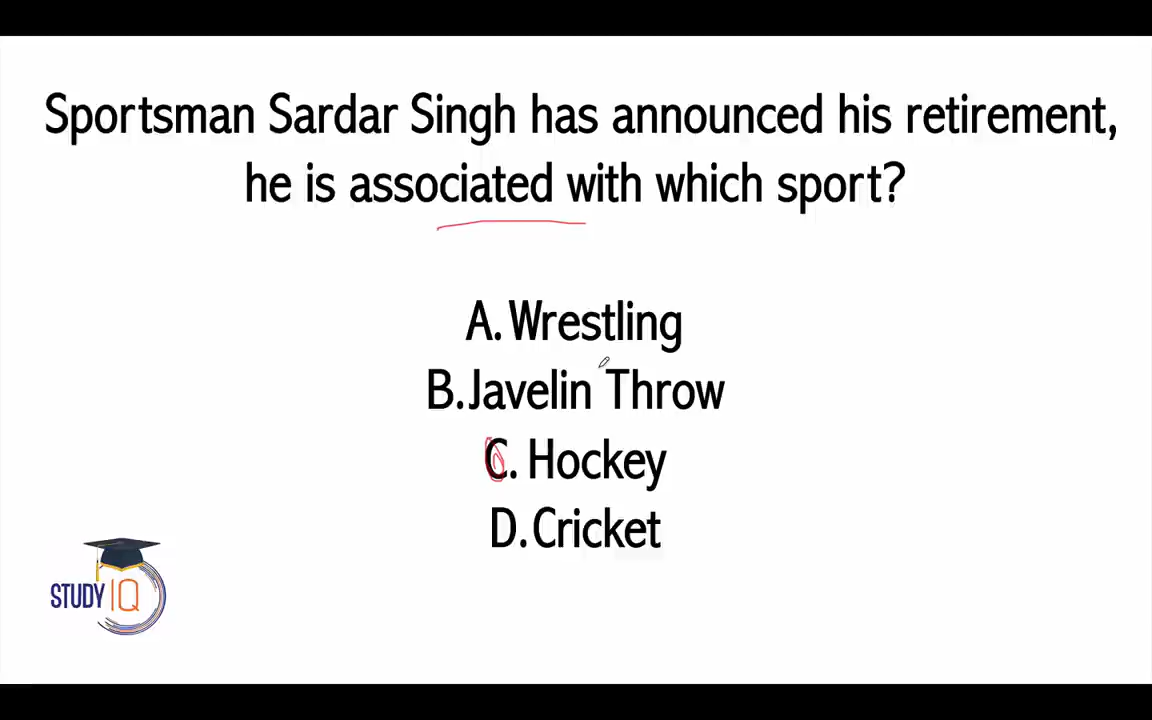 Sportsman Sardar Singh has announced his retirement,
he is associated with which sport?
A. Wrestling
B. Javelin Throw
C. Hockey
D. Cricket
STUDY IQ